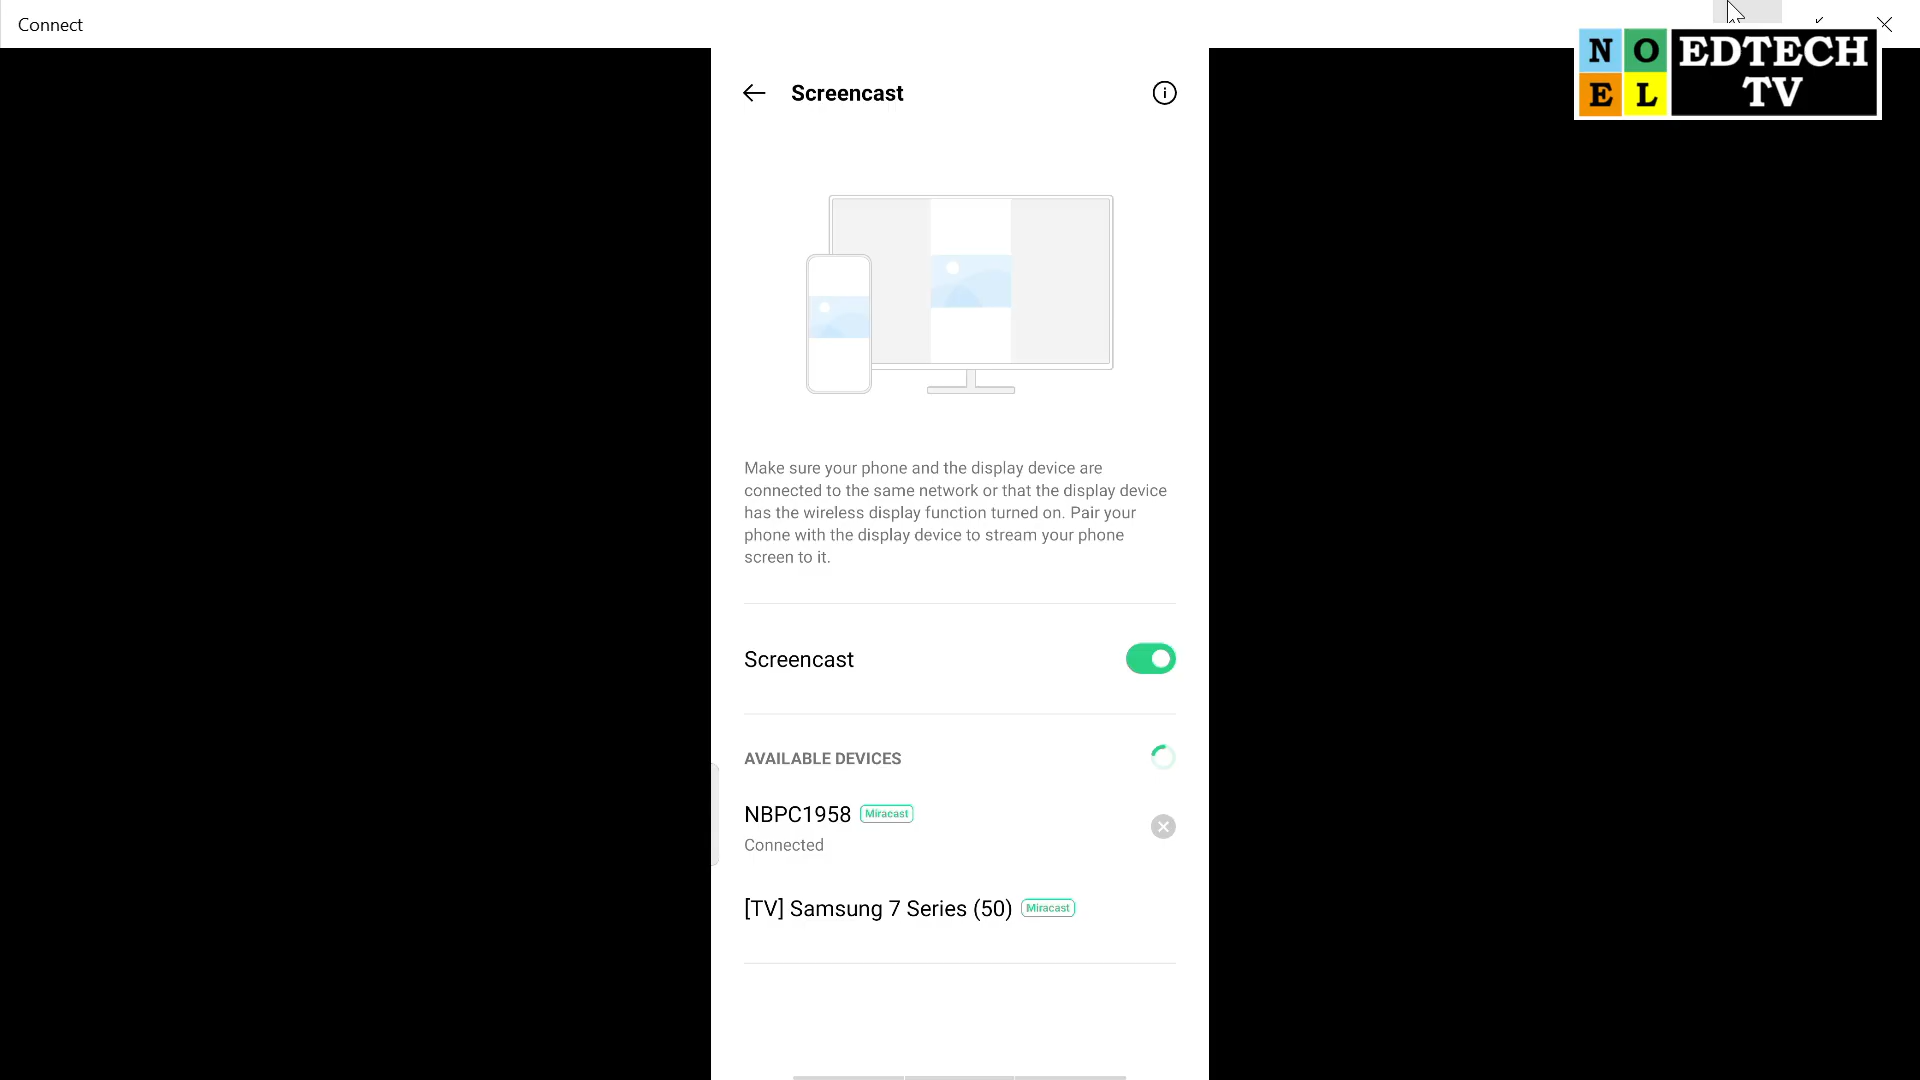 Connect
N O
E L
EDTECH
TV
Screencast
Make sure your phone and the display device are
connected to the same network or that the display device
has the wireless display function turned on. Pair your
phone with the display device to stream your phone
screen to it.
Screencast
AVAILABLE DEVICES
NBPC1958 Miracast
Connected
[TV] Samsung 7 Series (50) Miracast